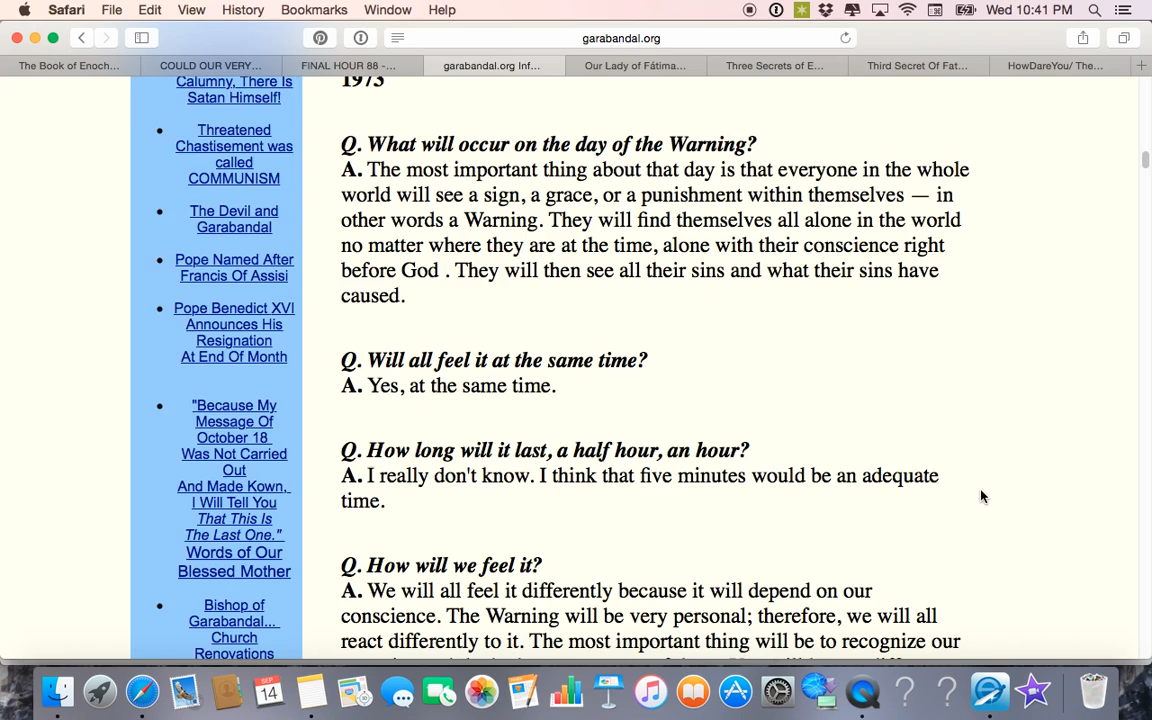 Safari File Edit View History Bookmarks Window Help Wed 10:41 PM
garabandal.org
The Book of Enoch... COULD OUR VERY... FINAL HOUR 88 -... garabandal.org Inf... Our Lady of Fátima... Three Secrets of E... Third Secret Of Fat... HowDareYou/ The...
Calumny, There Is
Satan Himself!
Threatened
Chastisement was
called
COMMUNISM
The Devil and
Garabandal
Pope Named After
Francis Of Assisi
Pope Benedict XVI
Announces His
Resignation
At End Of Month
"Because My
Message Of
October 18
Was Not Carried
Out
And Made Kown,
I Will Tell You
That This Is
The Last One."
Words of Our
Blessed Mother
Bishop of
Garabandal...
Church
Renovations
1973
Q. What will occur on the day of the Warning?
A. The most important thing about that day is that everyone in the whole
world will see a sign, a grace, or a punishment within themselves — in
other words a Warning. They will find themselves all alone in the world
no matter where they are at the time, alone with their conscience right
before God . They will then see all their sins and what their sins have
caused.
Q. Will all feel it at the same time?
A. Yes, at the same time.
Q. How long will it last, a half hour, an hour?
A. I really don't know. I think that five minutes would be an adequate
time.
Q. How will we feel it?
A. We will all feel it differently because it will depend on our
conscience. The Warning will be very personal; therefore, we will all
react differently to it. The most important thing will be to recognize our
SEP
14